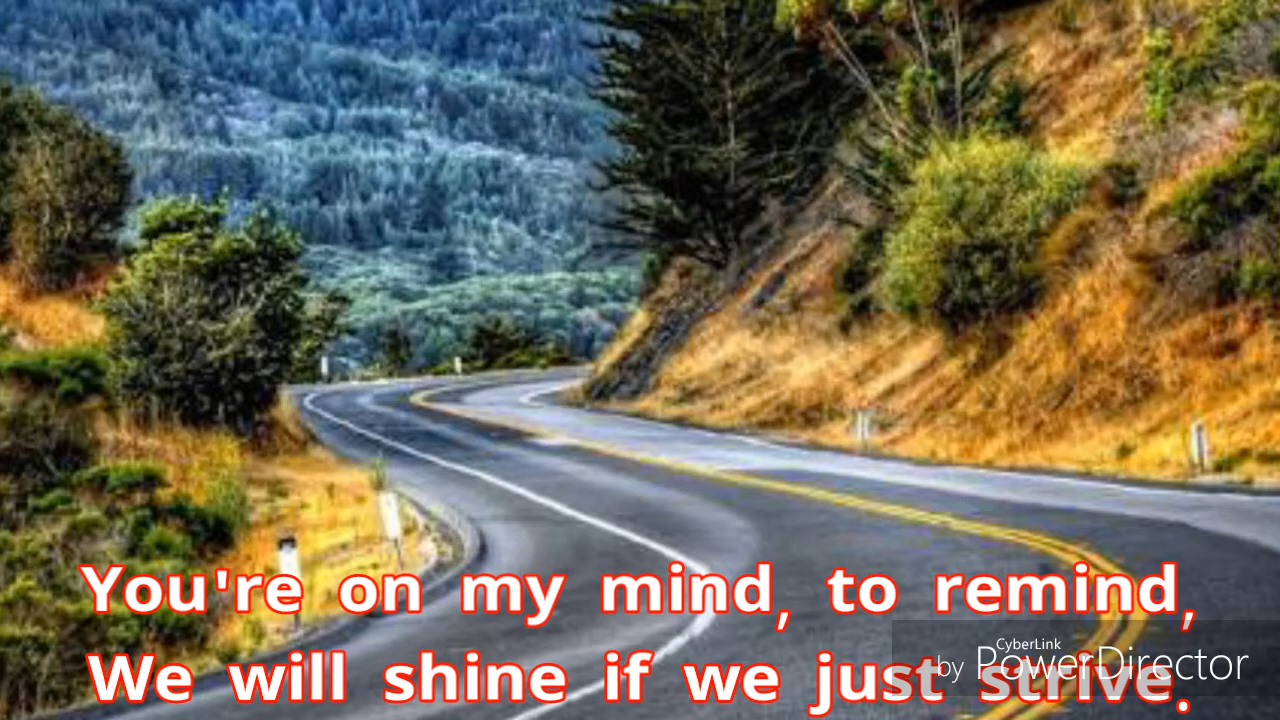 You're on my mind, to remind,
We will shine if we just strive.
CyberLink
by PowerDirector